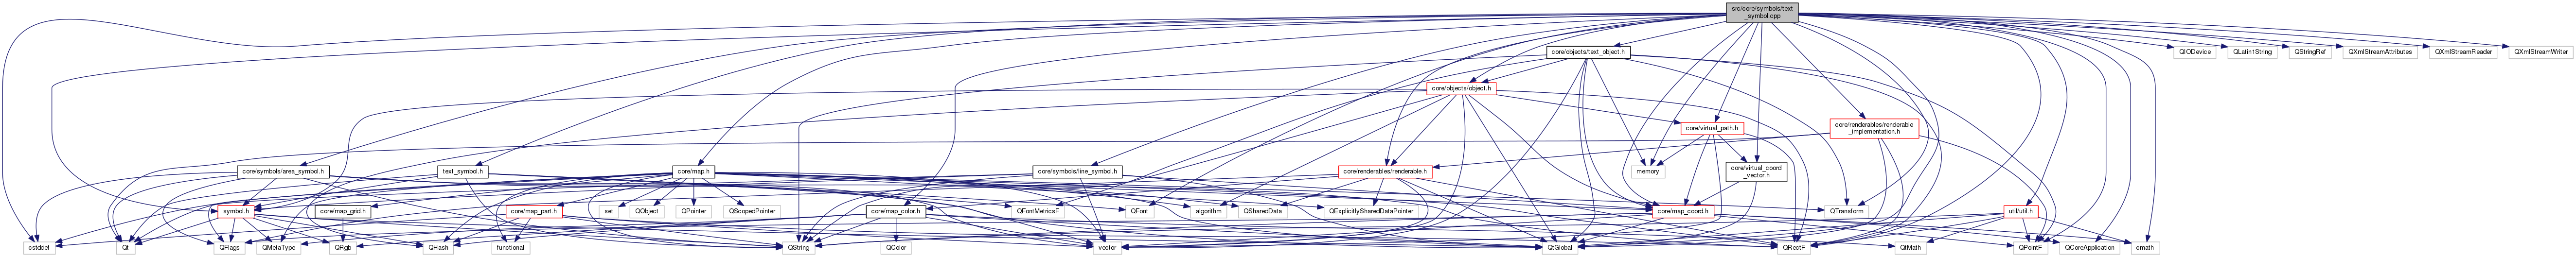 src/core/symbols/text
_symbol.cpp
core/objects/text_object.h
QIODevice
QLatin1String
QStringRef
QXmlStreamAttributes
QXmlStreamReader
QXmlStreamWriter
core/objects/object.h
core/virtual_path.h
core/renderables/renderable
_implementation.h
core/symbols/area_symbol.h
text_symbol.h
core/map.h
core/symbols/line_symbol.h
core/renderables/renderable.h
memory
core/virtual_coord
_vector.h
symbol.h
core/map_grid.h
core/map_part.h
set
QObject
QPointer
QScopedPointer
core/map_color.h
QFontMetricsF
QFont
algorithm
QSharedData
QExplicitlySharedDataPointer
core/map_coord.h
QTransform
util/util.h
cstddef
Qt
QFlags
QMetaType
QRgb
QHash
functional
QString
QColor
vector
QtGlobal
QRectF
QtMath
QPointF
QCoreApplication
cmath